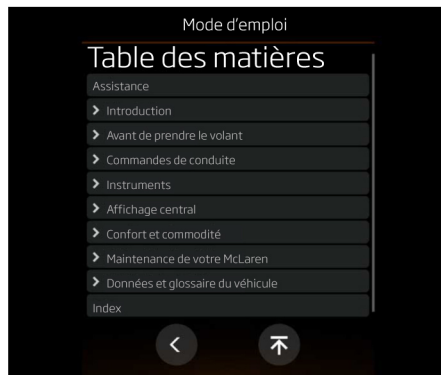 Mode d'emploi
Table des matières
Assistance
Introduction
Avant de prendre le volant
Commandes de conduite
Instruments
Affichage central
Confort et commodité
Maintenance de votre McLaren
Données et glossaire du véhicule
Index